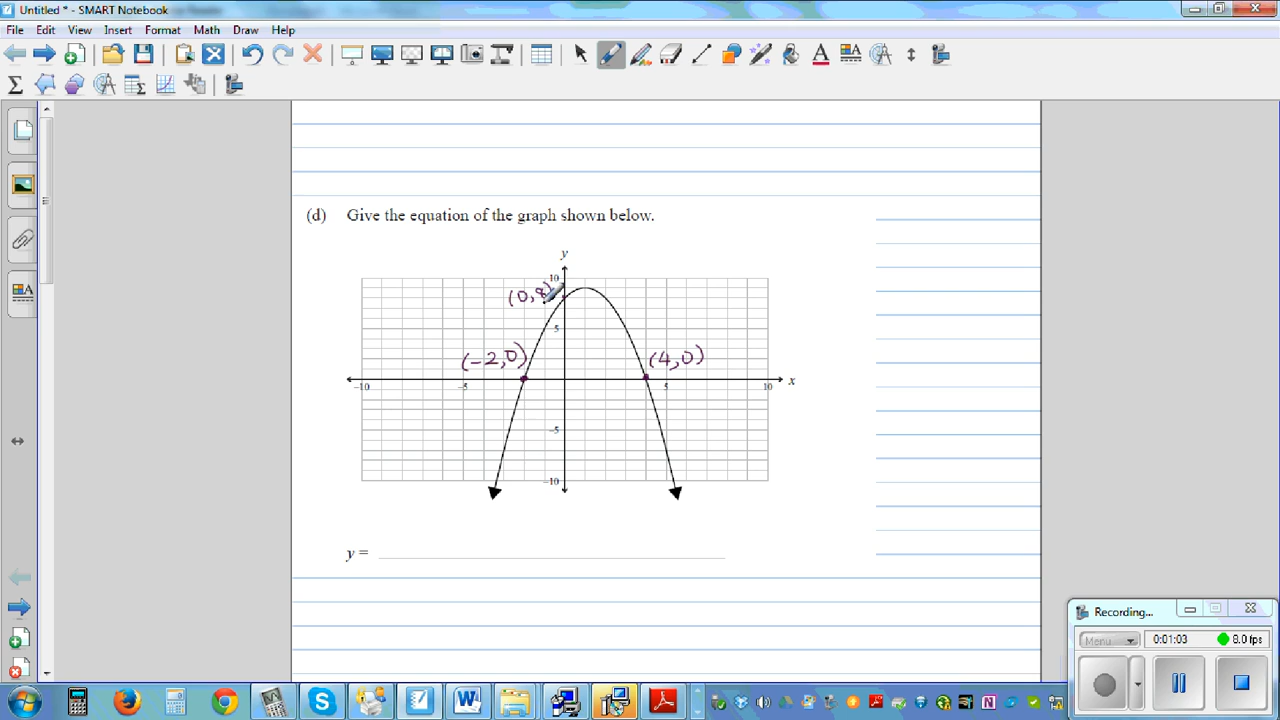 Untitled * - SMART Notebook
File Edit View Insert Format Math Draw Help
(d) Give the equation of the graph shown below.
y
10
(0,8)
5
(-2,0)
(4,0)
-10 -5 5 10 x
-5
-10
y =
Recording...
Menu 0:01:03 8.0 fps